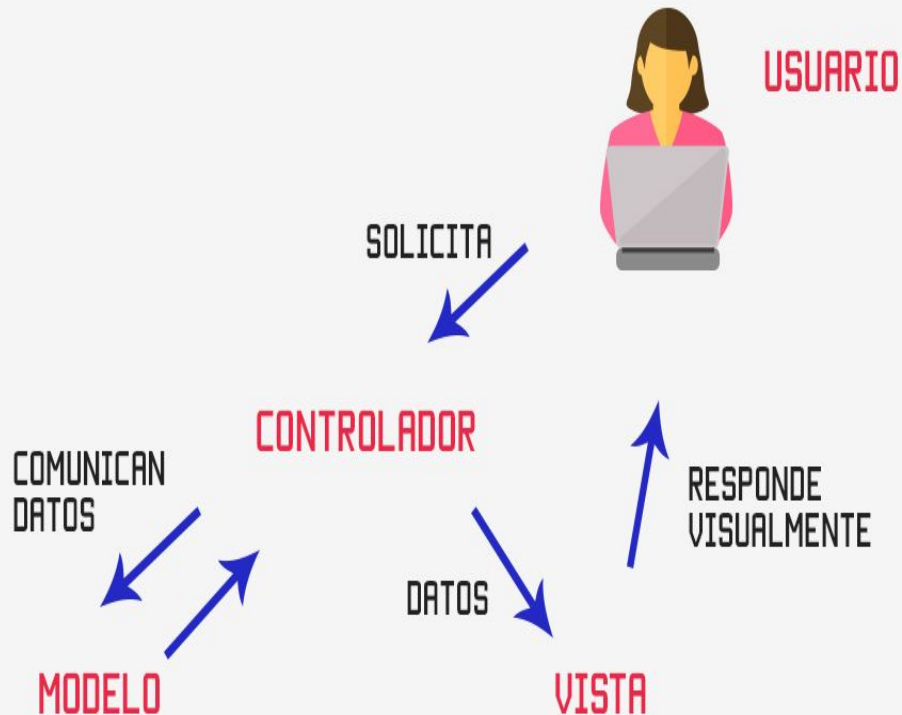 USUARIO
SOLICITA
CONTROLADOR
COMUNICAN
DATOS
RESPONDE
VISUALMENTE
DATOS
MODELO
VISTA